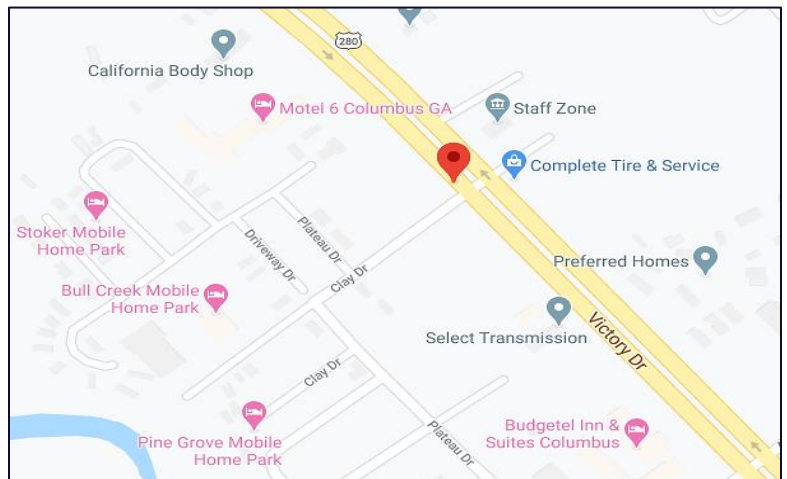 280
California Body Shop
Motel 6 Columbus GA
Staff Zone
Complete Tire & Service
Stoker Mobile
Home Park
Plateau Dr
Driveway Dr
Clay Dr
Preferred Homes
Bull Creek Mobile
Home Park
Select Transmission
Victory Dr
Clay Dr
Pine Grove Mobile
Home Park
Plateau Dr
Budgetel Inn &
Suites Columbus